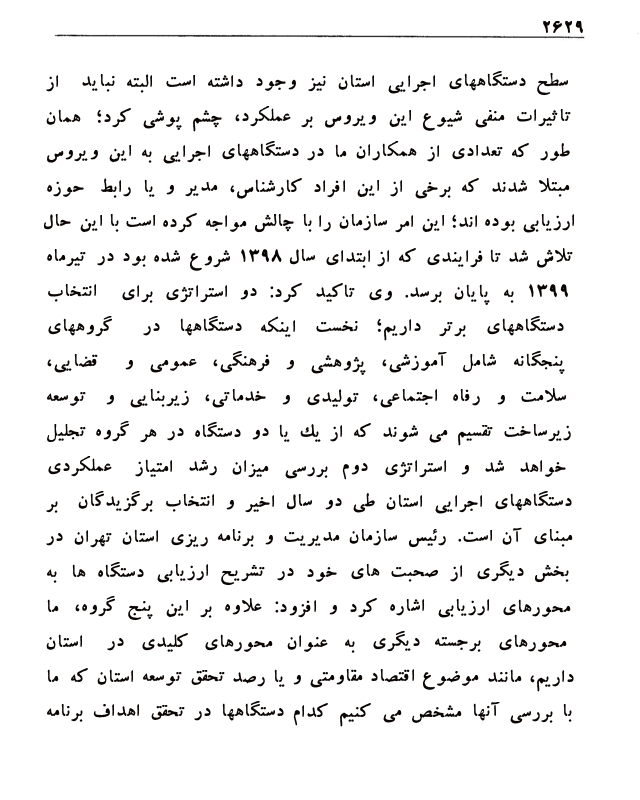 ۲۶۲۹
سطح دستگاههای اجرایی استان نیز وجود داشته است البته نباید از
تاثیرات منفی شیوع این ویروس بر عملکرد، چشم پوشی کرد؛ همان
طور که تعدادی از همکاران ما در دستگاههای اجرایی به این ویروس
مبتلا شدند که برخی از این افراد کارشناس، مدیر و یا رابط حوزه
ارزیابی بوده اند؛ این امر سازمان را با چالش مواجه کرده است با این حال
تلاش شد تا فرایندی که از ابتدای سال ۱۳۹۸ شروع شده بود در تیرماه
۱۳۹۹ به پایان برسد. وی تاکید کرد: دو استراتژی برای انتخاب
دستگاههای برتر داریم؛ نخست اینکه دستگاهها در گروههای
پنجگانه شامل آموزشی، پژوهشی و فرهنگی، عمومی و قضایی،
سلامت و رفاه اجتماعی، تولیدی و خدماتی، زیربنایی و توسعه
زیرساخت تقسیم می شوند که از یك یا دو دستگاه در هر گروه تجلیل
خواهد شد و استراتژی دوم بررسی میزان رشد امتیاز عملکردی
دستگاههای اجرایی استان طی دو سال اخیر و انتخاب برگزیدگان بر
مبنای آن است. رئیس سازمان مدیریت و برنامه ریزی استان تهران در
بخش دیگری از صحبت های خود در تشریح ارزیابی دستگاه ها به
محورهای ارزیابی اشاره کرد و افزود: علاوه بر این پنج گروه، ما
محورهای برجسته دیگری به عنوان محورهای کلیدی در استان
داریم، مانند موضوع اقتصاد مقاومتی و یا رصد تحقق توسعه استان که ما
با بررسی آنها مشخص می کنیم کدام دستگاهها در تحقق اهداف برنامه